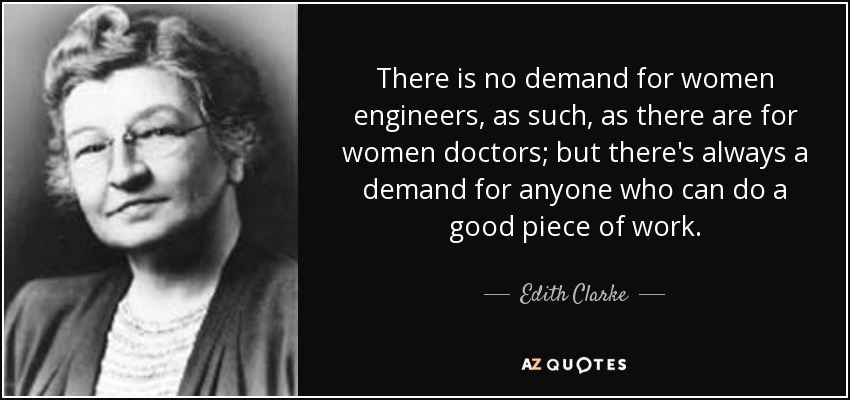 There is no demand for women
engineers, as such, as there are for
women doctors; but there's always a
demand for anyone who can do a
good piece of work.
Edith Clarke
AZ QUOTES